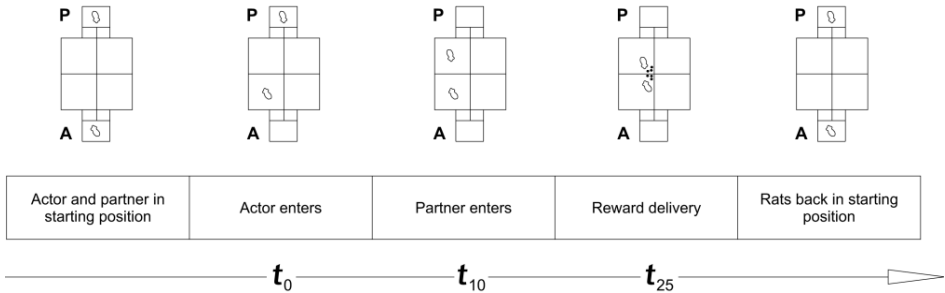 P P P P P
A A A A A
Actor and partner in
starting position
Actor enters
Partner enters
Reward delivery
Rats back in starting
position
t0 t10 t25